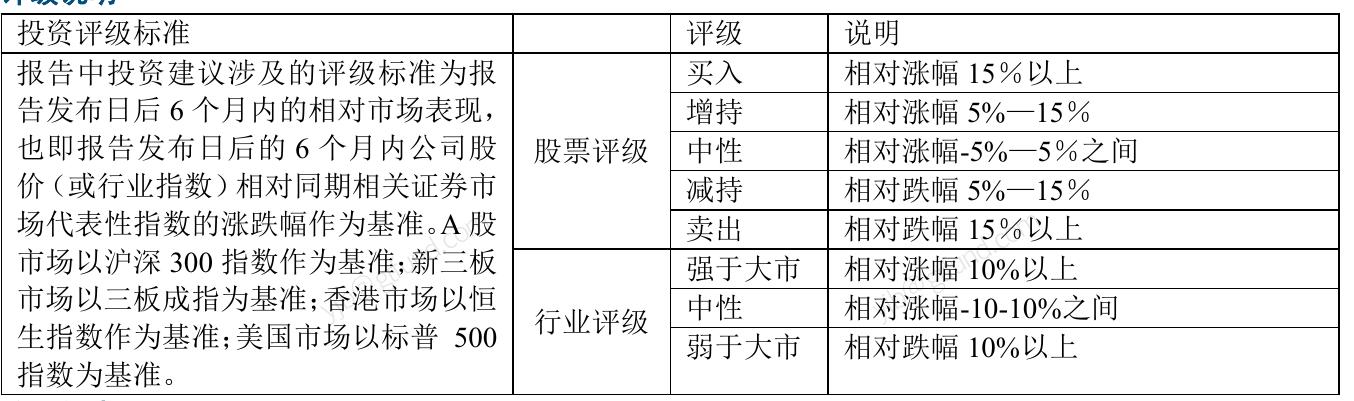 投资评级标准 评级 说明
报告中投资建议涉及的评级标准为报
告发布日后6个月内的相对市场表现，
也即报告发布日后的6个月内公司股
价（或行业指数）相对同期相关证券市
场代表性指数的涨跌幅作为基准。A股
市场以沪深300指数作为基准；新三板
市场以三板成指为基准；香港市场以恒
生指数作为基准；美国市场以标普 500
指数为基准。
股票评级
买入 相对涨幅15％以上
增持 相对涨幅5%—15％
中性 相对涨幅-5%—5％之间
减持 相对跌幅5%—15％
卖出 相对跌幅15％以上
行业评级
强于大市 相对涨幅10%以上
中性 相对涨幅-10-10%之间
弱于大市 相对跌幅10%以上